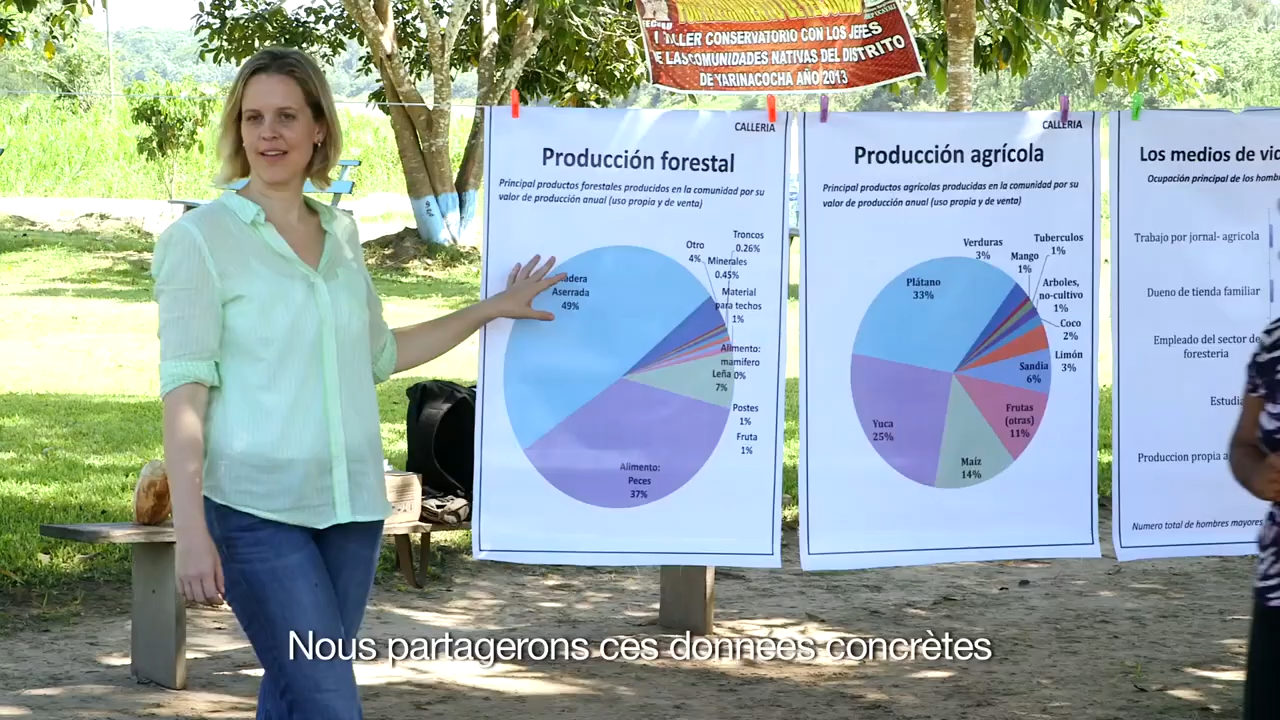 TALLER CONSERVATORIO CON LOS JEFES
DE LAS COMUNIDADES NATIVAS DEL DISTRITO
DE YARINACOCHA AÑO 2013
CALLERIA
Producción forestal
Principal productos forestales producidos en la comunidad por su
valor de producción anual (uso propia y de venta)
Troncos
0.26%
Otro
4%
Minerales
0.45%
Material
para techos
1%
Aserrada
49%
Alimento:
mamifero
0%
Leña
7%
Postes
1%
Fruta
1%
Alimento:
Peces
37%
CALLERIA
Producción agrícola
Principal productos agrícolas producidas en la comunidad por su
valor de producción anual (uso propia y de venta)
Verduras
3%
Tuberculos
1%
Mango
1%
Plátano
33%
Arboles,
no-cultivo
1%
Coco
2%
Limón
3%
Sandia
6%
Frutas
(otras)
11%
Yuca
25%
Maíz
14%
Los medios de
Ocupación principal de los
Trabajo por jornal- agricola
Dueno de tienda familiar
Empleado del sector de
foresteria
Produccion propia
Numero total de hombres mayores
Nous partagerons ces données concrètes